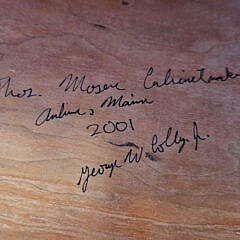 Thos. Moser Cabinetmakers
Auburn, Maine
2001
George W. Colby, Jr.